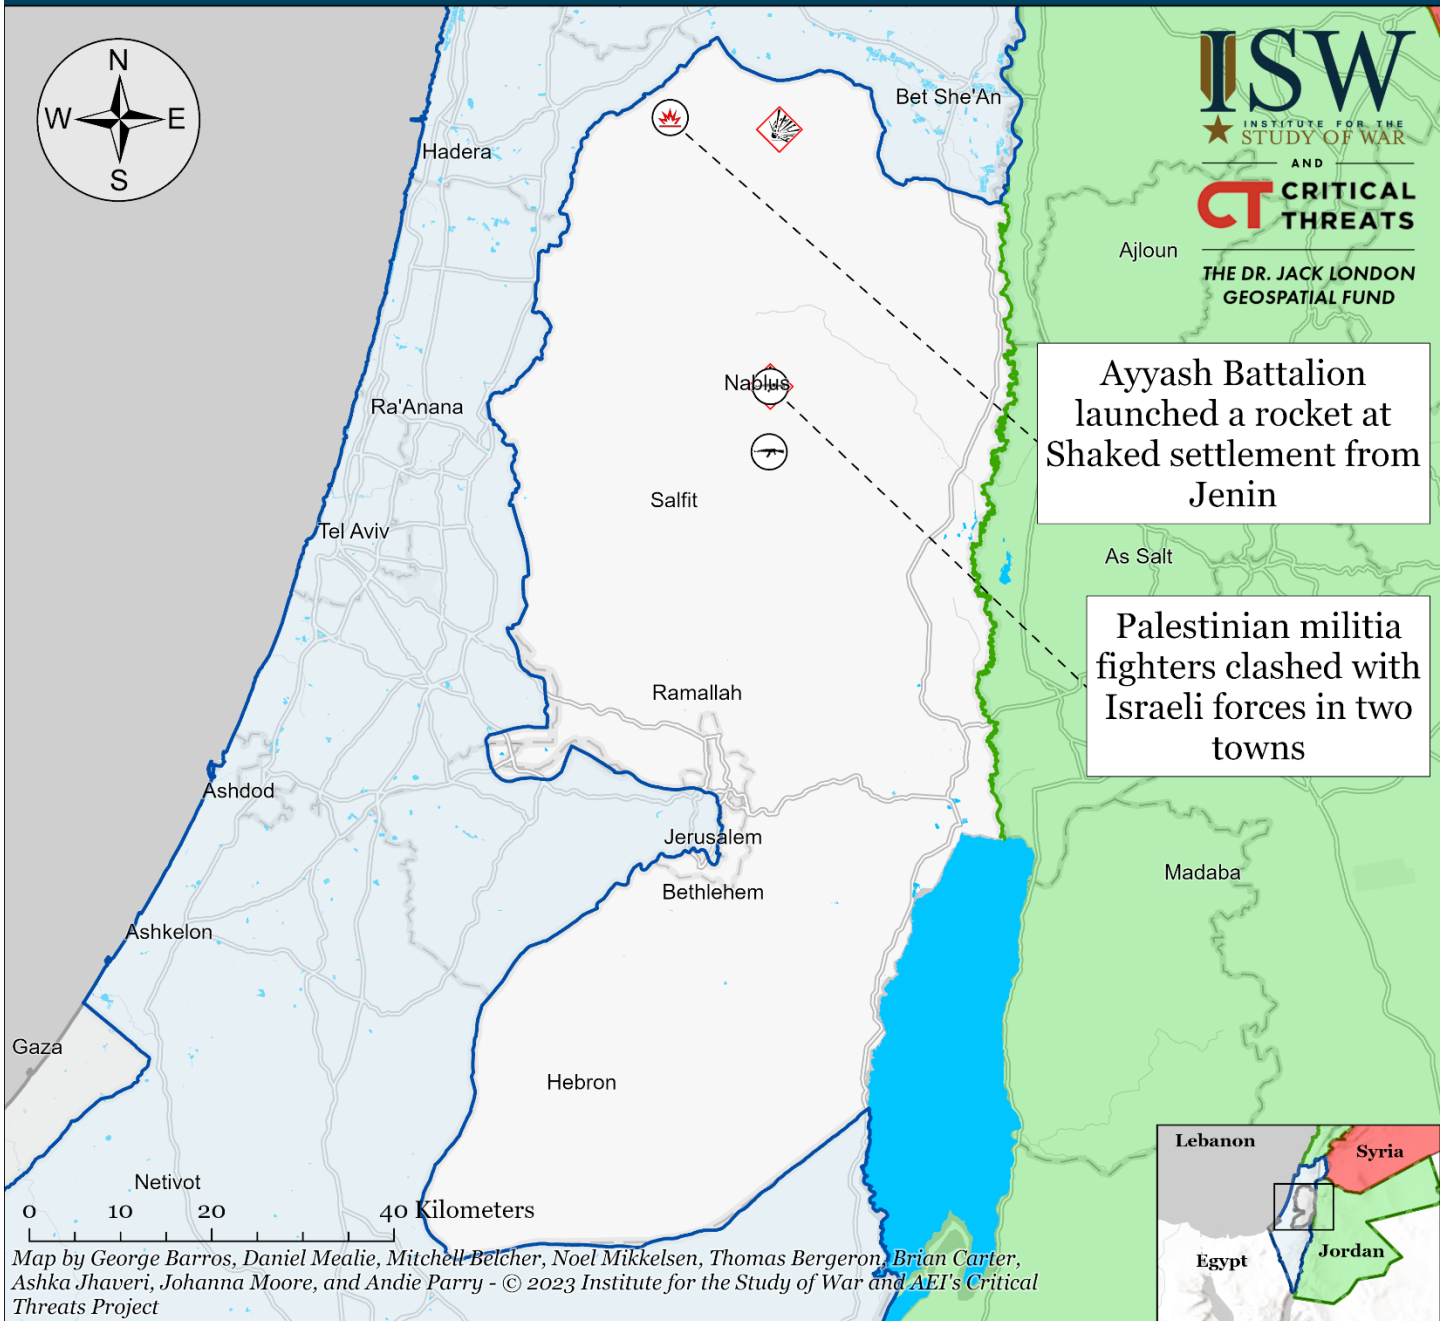 N
W E
S
ISW
INSTITUTE FOR THE
STUDY OF WAR
AND
CT CRITICAL
THREATS
THE DR. JACK LONDON
GEOSPATIAL FUND
Bet She'An
Hadera
Ajloun
Ayyash Battalion
launched a rocket at
Shaked settlement from
Jenin
Nablus
Ra'Anana
Salfit
Tel Aviv
As Salt
Palestinian militia
fighters clashed with
Israeli forces in two
towns
Ramallah
Ashdod
Jerusalem
Madaba
Bethlehem
Ashkelon
Gaza
Hebron
Netivot
Lebanon
Syria
Egypt
Jordan
0 10 20 40 Kilometers
Map by George Barros, Daniel Mealie, Mitchell Belcher, Noel Mikkelsen, Thomas Bergeron, Brian Carter,
Ashka Jhaveri, Johanna Moore, and Andie Parry - © 2023 Institute for the Study of War and AEI's Critical
Threats Project